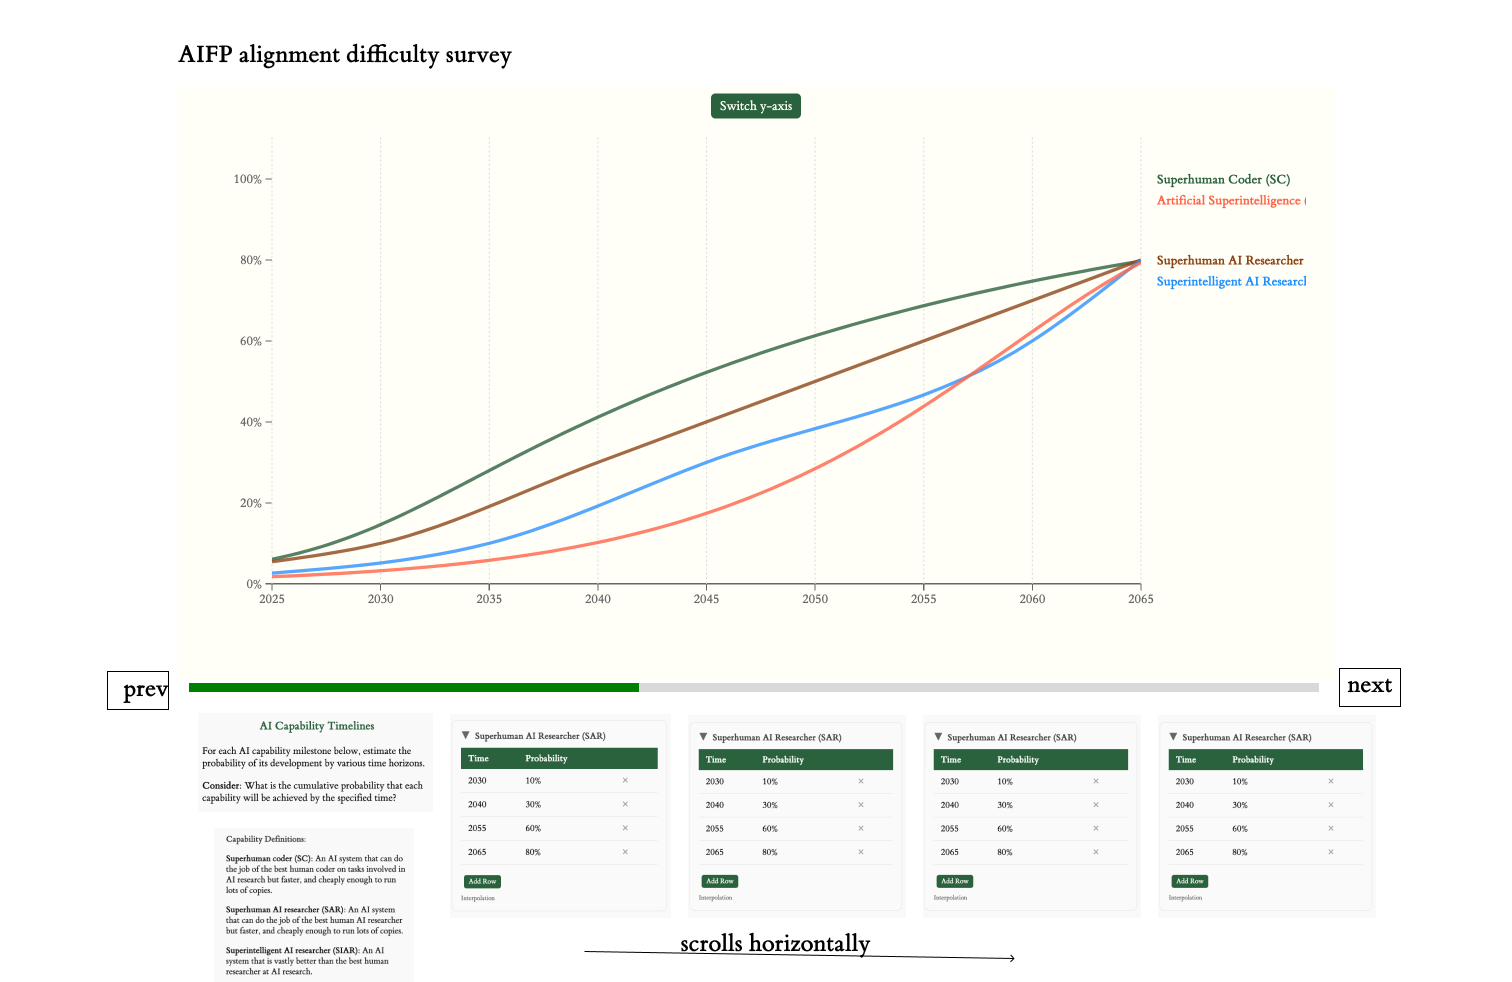 AIFP alignment difficulty survey
Switch y-axis
100%
80%
60%
40%
20%
0%
2025 2030 2035 2040 2045 2050 2055 2060 2065
Superhuman Coder (SC)
Artificial Superintelligence (
Superhuman AI Researcher
Superintelligent AI Researcl
prev
next
AI Capability Timelines
For each AI capability milestone below, estimate the
probability of its development by various time horizons.
Consider: What is the cumulative probability that each
capability will be achieved by the specified time?
Capability Definitions:
Superhuman coder (SC): An AI system that can do
the job of the best human coder on tasks involved in
AI research but faster, and cheaply enough to run
lots of copies.
Superhuman AI researcher (SAR): An AI system
that can do the job of the best human AI researcher
but faster, and cheaply enough to run lots of copies.
Superintelligent AI researcher (SIAR): An AI
system that is vastly better than the best human
researcher at AI research.
▼ Superhuman AI Researcher (SAR)
Time Probability
2030 10% ×
2040 30% ×
2055 60% ×
2065 80% ×
Add Row
Interpolation
▼ Superhuman AI Researcher (SAR)
Time Probability
2030 10% ×
2040 30% ×
2055 60% ×
2065 80% ×
Add Row
Interpolation
▼ Superhuman AI Researcher (SAR)
Time Probability
2030 10% ×
2040 30% ×
2055 60% ×
2065 80% ×
Add Row
Interpolation
▼ Superhuman AI Researcher (SAR)
Time Probability
2030 10% ×
2040 30% ×
2055 60% ×
2065 80% ×
Add Row
Interpolation
scrolls horizontally